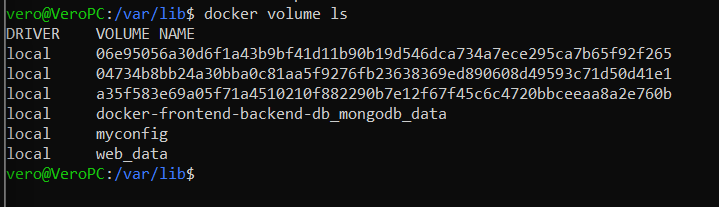 vero@VeroPC:/var/lib$ docker volume ls
DRIVER    VOLUME NAME
local     06e95056a30d6f1a43b9bf41d11b90b19d546dca734a7ece295ca7b65f92f265
local     04734b8bb24a30bba0c81aa5f9276fb23638369ed890608d49593c71d50d41e1
local     a35f583e69a05f71a4510210f882290b7e12f67f45c6c4720bbceeaa8a2e760b
local     docker-frontend-backend-db_mongodb_data
local     myconfig
local     web_data
vero@VeroPC:/var/lib$